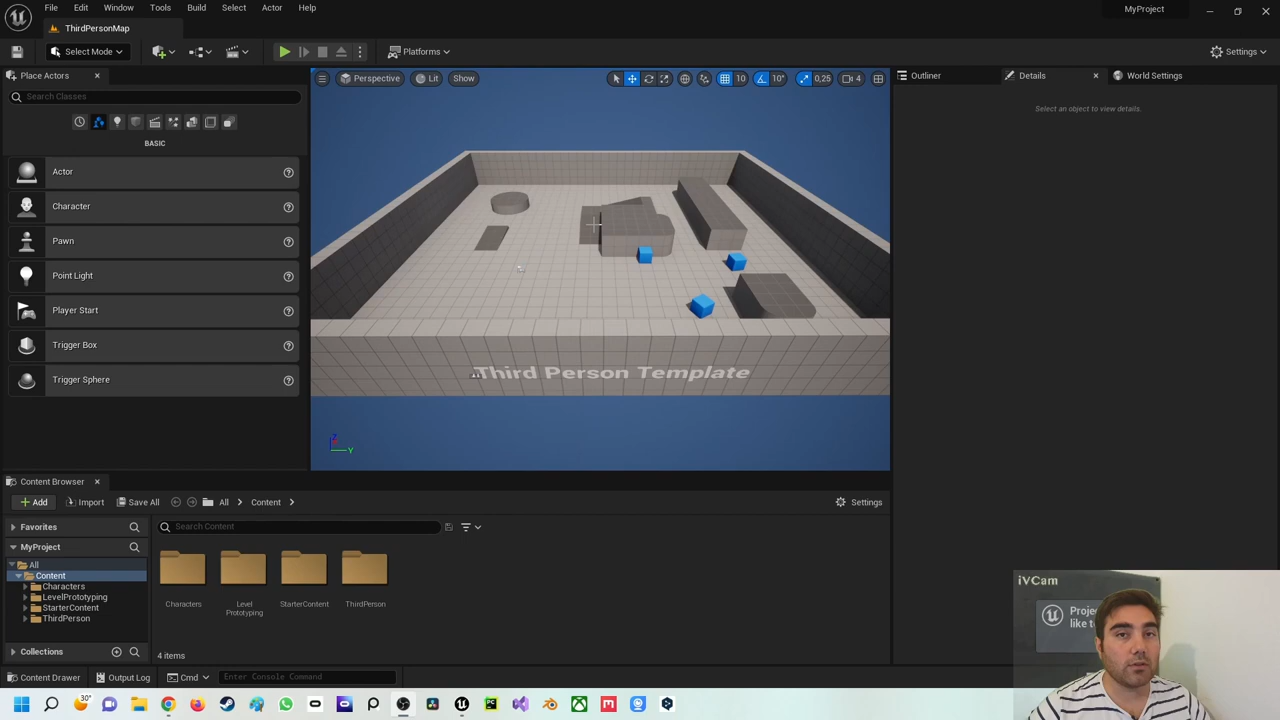 File Edit Window Tools Build Select Actor Help
MyProject
ThirdPersonMap
Select Mode
Platforms
Settings
Place Actors
Search Classes
BASIC
Actor
Character
Pawn
Point Light
Player Start
Trigger Box
Trigger Sphere
Perspective Lit Show
10 10° 0,25 4
Third Person Template
Z
Y
Outliner Details World Settings
Select an object to view details.
Content Browser
Add Import Save All All Content Settings
Favorites
Search Content
MyProject
All
Content
Characters
LevelPrototyping
StarterContent
ThirdPerson
Characters
Level
Prototyping
StarterContent
ThirdPerson
Collections
4 items
iVCam
Projec
like to
Content Drawer Output Log Cmd Enter Console Command
30°